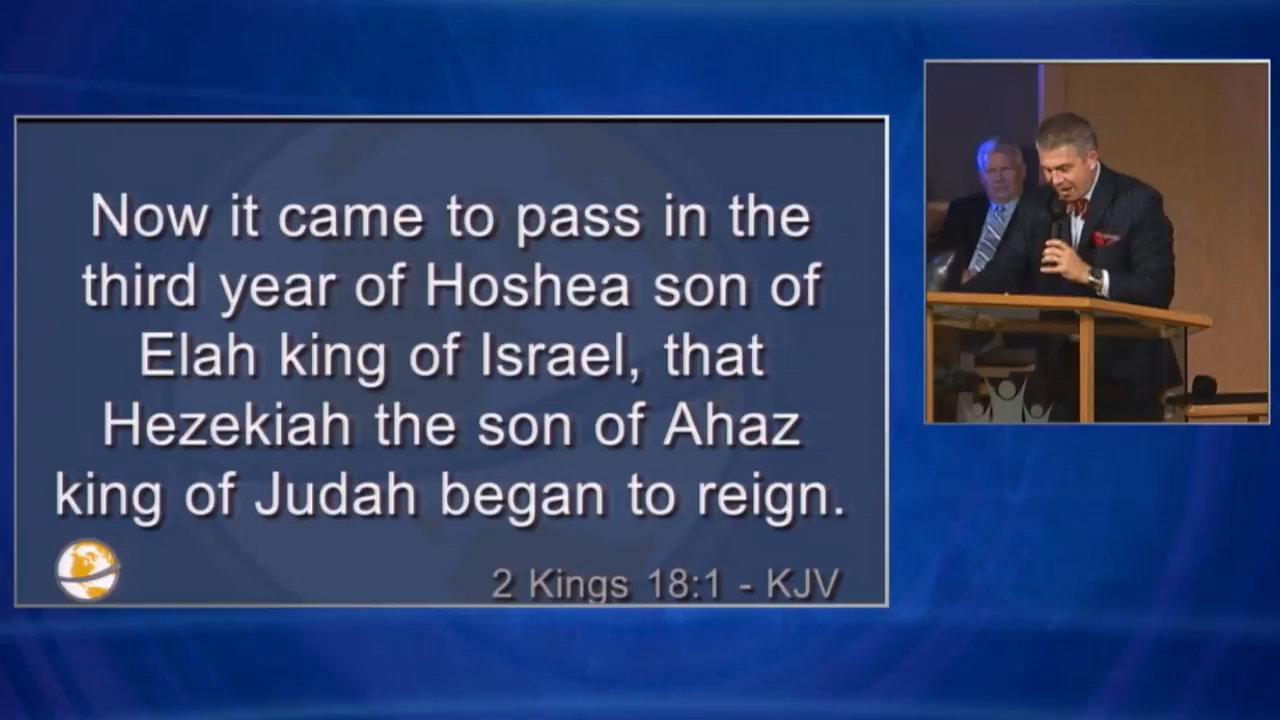 Now it came to pass in the
third year of Hoshea son of
Elah king of Israel, that
Hezekiah the son of Ahaz
king of Judah began to reign.
2 Kings 18:1 - KJV